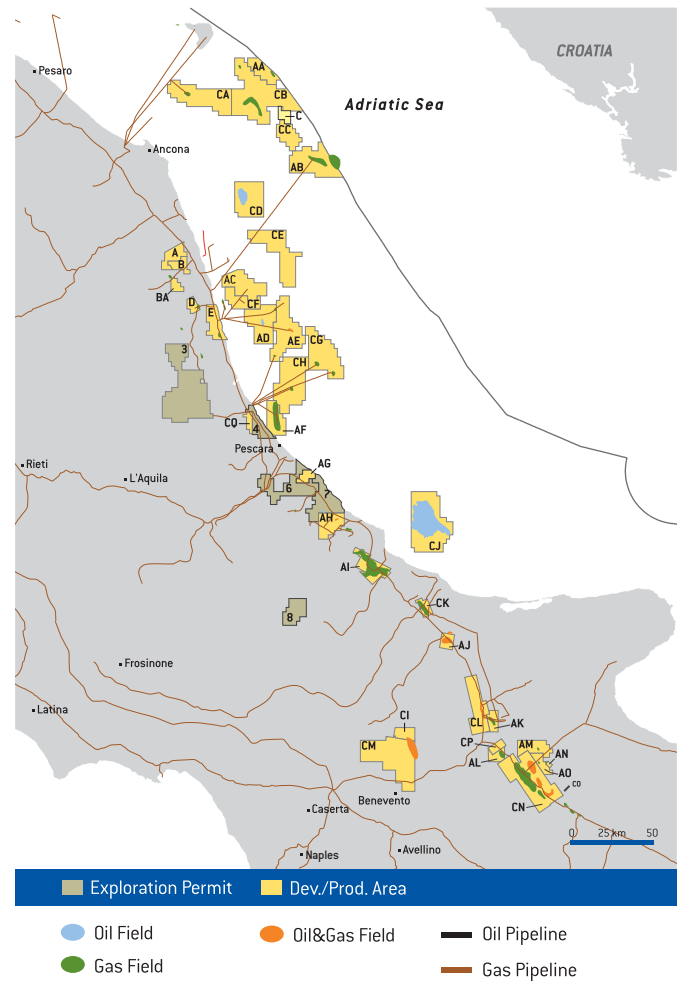 CROATIA
Pesaro
AA
CA
CB
Adriatic Sea
C
CC
Ancona
AB
CD
CE
A
B
AC
BA
D
CF
E
AD
AE
CG
3
CH
CQ
4
AF
Pescara
AG
Rieti
L'Aquila
6
7
AH
CJ
AI
CK
8
AJ
Frosinone
Latina
CI
CL
AK
CM
CP
AM
AN
AL
AO
CO
Benevento
CN
Caserta
0 25 km 50
Naples
Avellino
Exploration Permit
Dev./Prod. Area
Oil Field
Oil&Gas Field
Oil Pipeline
Gas Field
Gas Pipeline